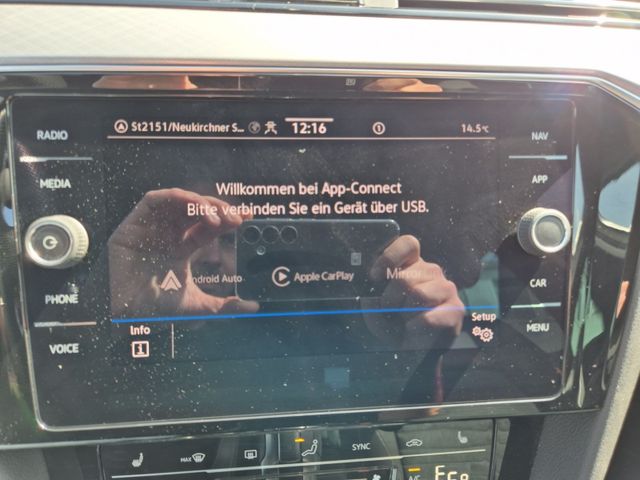 RADIO
MEDIA
PHONE
VOICE
St2151/Neukirchner S...
12:16
14.5°C
Willkommen bei App-Connect
Bitte verbinden Sie ein Gerät über USB.
Android Auto
Apple CarPlay
Info
Setup
NAV
APP
CAR
MENU
MAX
SYNC
A/C